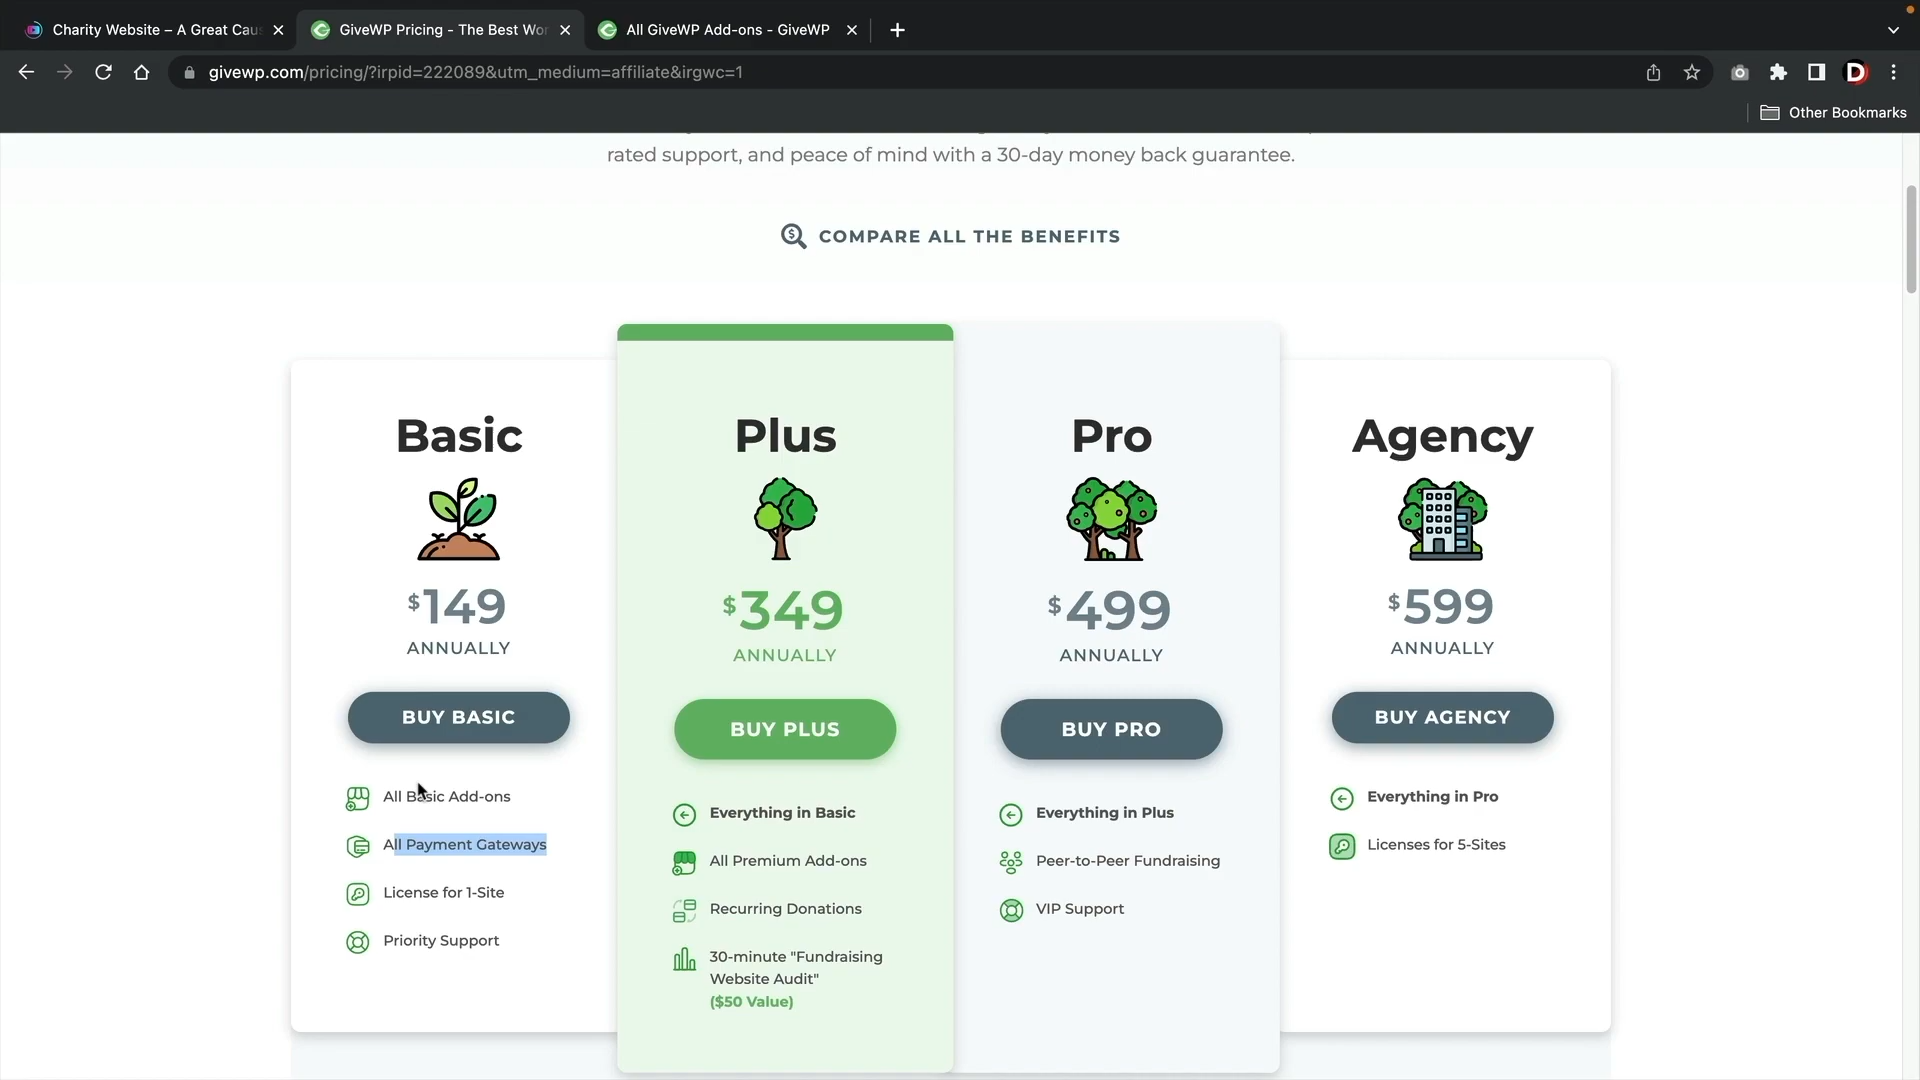 Charity Website – A Great Cau
GiveWP Pricing - The Best Wor
All GiveWP Add-ons - GiveWP
givewp.com/pricing/?irpid=222089&utm_medium=affiliate&irgwc=1
D
Other Bookmarks
rated support, and peace of mind with a 30-day money back guarantee.
COMPARE ALL THE BENEFITS
Basic
$149
ANNUALLY
BUY BASIC
All Basic Add-ons
All Payment Gateways
License for 1-Site
Priority Support
Plus
$349
ANNUALLY
BUY PLUS
Everything in Basic
All Premium Add-ons
Recurring Donations
30-minute "Fundraising
Website Audit"
($50 Value)
Pro
$499
ANNUALLY
BUY PRO
Everything in Plus
Peer-to-Peer Fundraising
VIP Support
Agency
$599
ANNUALLY
BUY AGENCY
Everything in Pro
Licenses for 5-Sites